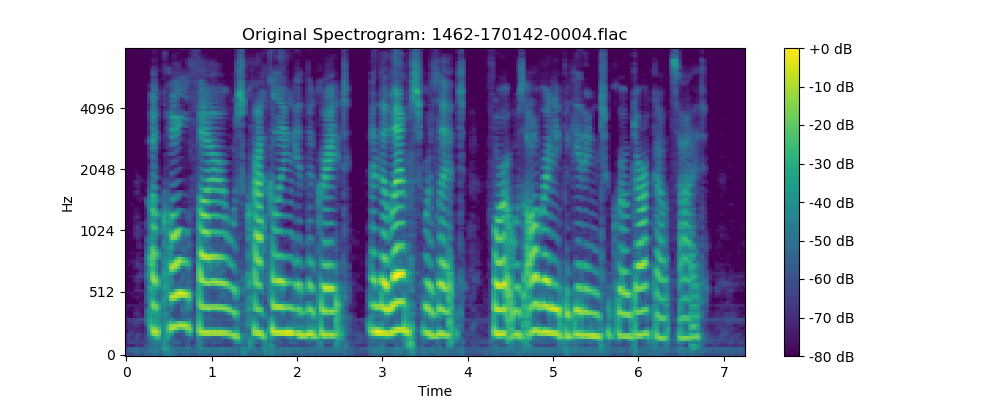 Original Spectrogram: 1462-170142-0004.flac
Hz
4096
2048
1024
512
0
0 1 2 3 4 5 6 7
Time
+0 dB
-10 dB
-20 dB
-30 dB
-40 dB
-50 dB
-60 dB
-70 dB
-80 dB